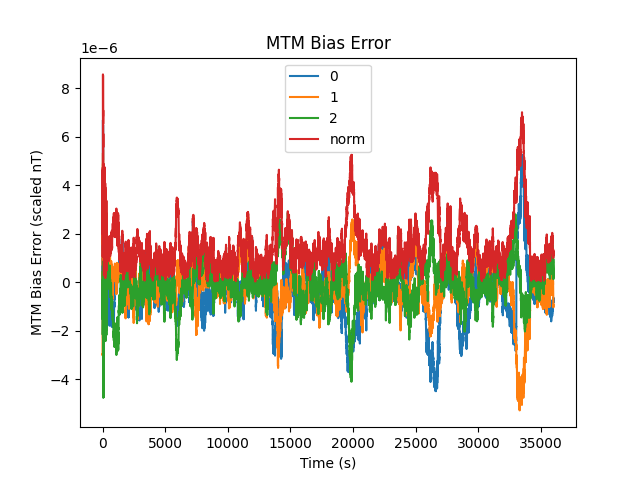 MTM Bias Error
1e−6
8
6
4
2
0
−2
−4
MTM Bias Error (scaled nT)
0
1
2
norm
0 5000 10000 15000 20000 25000 30000 35000
Time (s)